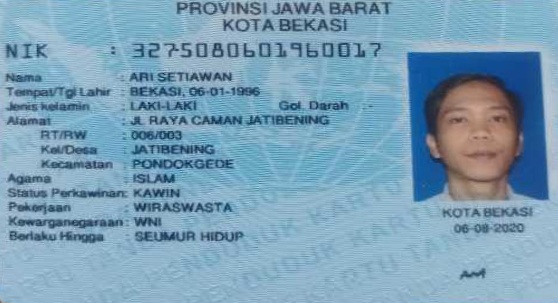 PROVINSI JAWA BARAT
KOTA BEKASI
NIK : 3275080601960017
Nama : ARI SETIAWAN
Tempat/Tgl Lahir : BEKASI, 06-01-1996
Jenis kelamin : LAKI-LAKI Gol. Darah : -
Alamat : JL RAYA CAMAN JATIBENING
RT/RW : 006/003
Kel/Desa : JATIBENING
Kecamatan : PONDOKGEDE
Agama : ISLAM
Status Perkawinan: KAWIN
Pekerjaan : WIRASWASTA
Kewarganegaraan: WNI
Berlaku Hingga : SEUMUR HIDUP
KOTA BEKASI
06-08-2020